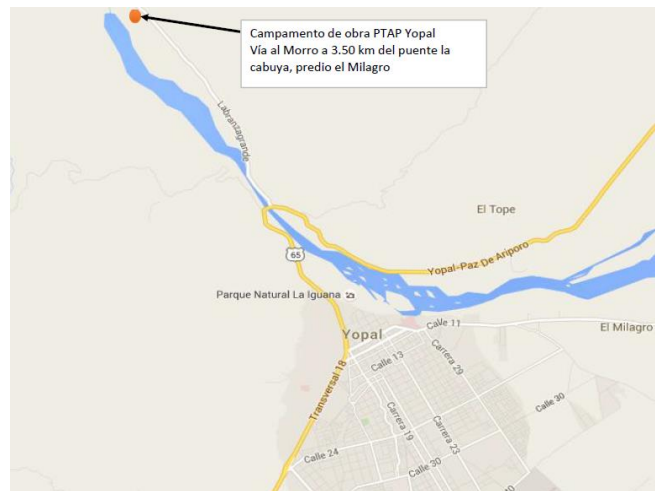 Campamento de obra PTAP Yopal
Vía al Morro a 3.50 km del puente la
cabuya, predio el Milagro
Labranzagrande
El Tope
65
Yopal-Paz De Ariporo
Parque Natural La Iguana
Yopal
Calle 11
El Milagro
Calle 13
Carrera 29
Transversal 18
Carrera 19
Carrera 23
Calle 30
Calle 24
Calle 30